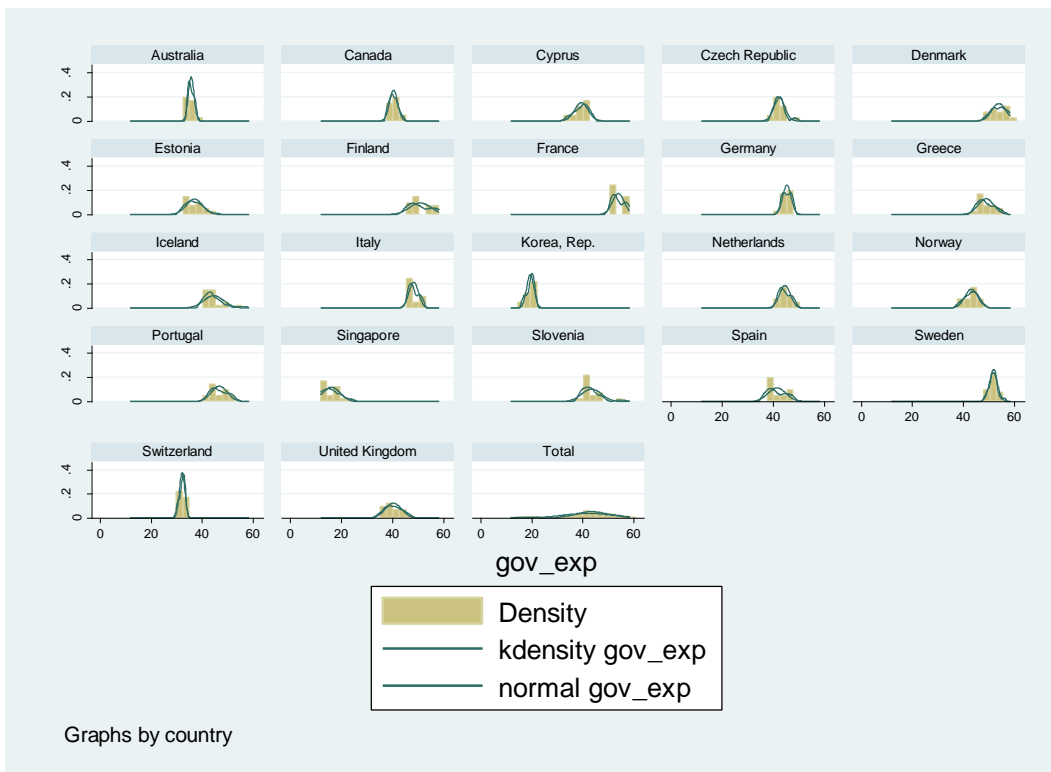 Australia Canada Cyprus Czech Republic Denmark
.4
.2
0
Estonia Finland France Germany Greece
.4
.2
0
Iceland Italy Korea, Rep. Netherlands Norway
.4
.2
0
Portugal Singapore Slovenia Spain Sweden
.4
.2
0
0 20 40 60 0 20 40 60
Switzerland United Kingdom Total
.4
.2
0
0 20 40 60 0 20 40 60 0 20 40 60
gov_exp
Density
kdensity gov_exp
normal gov_exp
Graphs by country